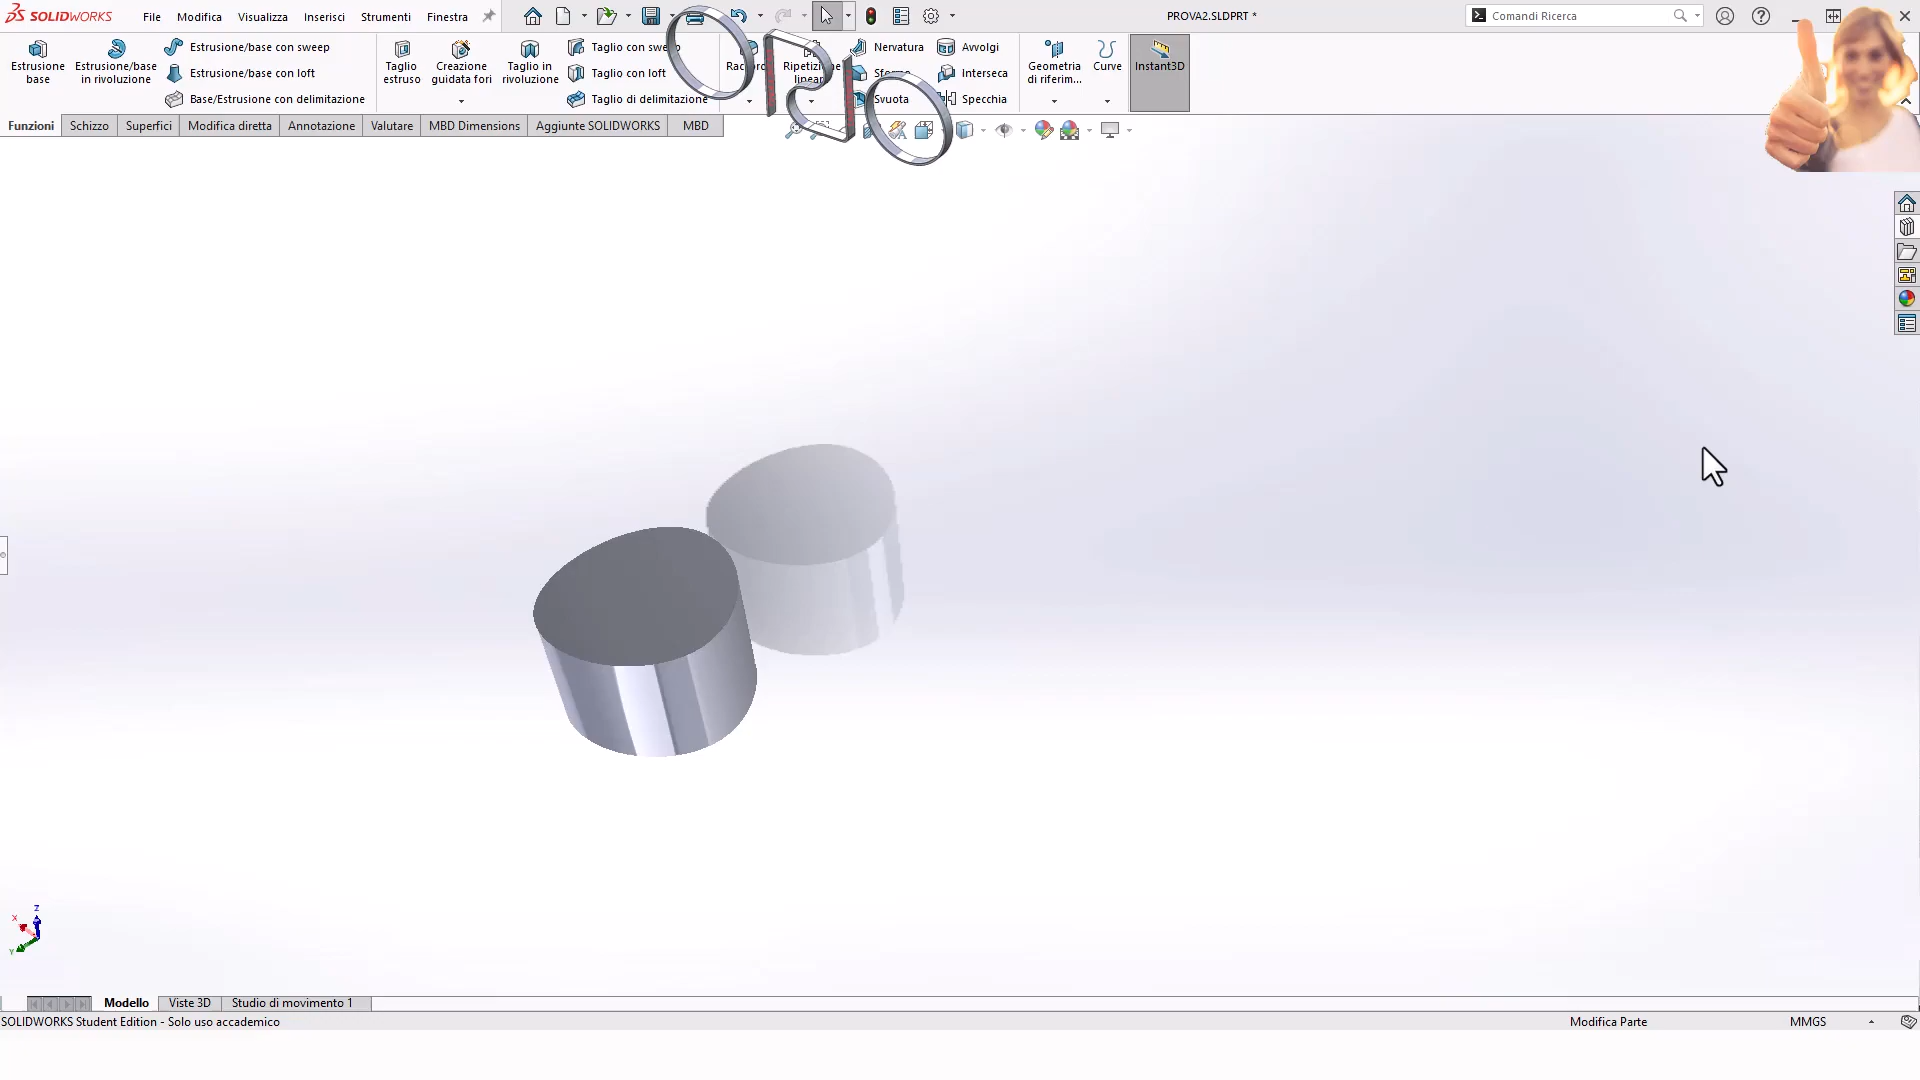 SOLIDWORKS File Modifica Visualizza Inserisci Strumenti Finestra PROVA2.SLDPRT * Comandi Ricerca
Estrusione base
Estrusione/base in rivoluzione
Estrusione/base con sweep
Estrusione/base con loft
Base/Estrusione con delimitazione
Taglio estruso
Creazione guidata fori
Taglio in rivoluzione
Taglio con
Taglio con loft
Taglio di delimitazione
Ripetizione
Nervatura
Svuota
Avvolgi
Interseca
Specchia
Geometria di riferim...
Curve
Instant3D
Funzioni Schizzo Superfici Modifica diretta Annotazione Valutare MBD Dimensions Aggiunte SOLIDWORKS MBD
Z
X
Y
Modello Viste 3D Studio di movimento 1
SOLIDWORKS Student Edition - Solo uso accademico Modifica Parte MMGS